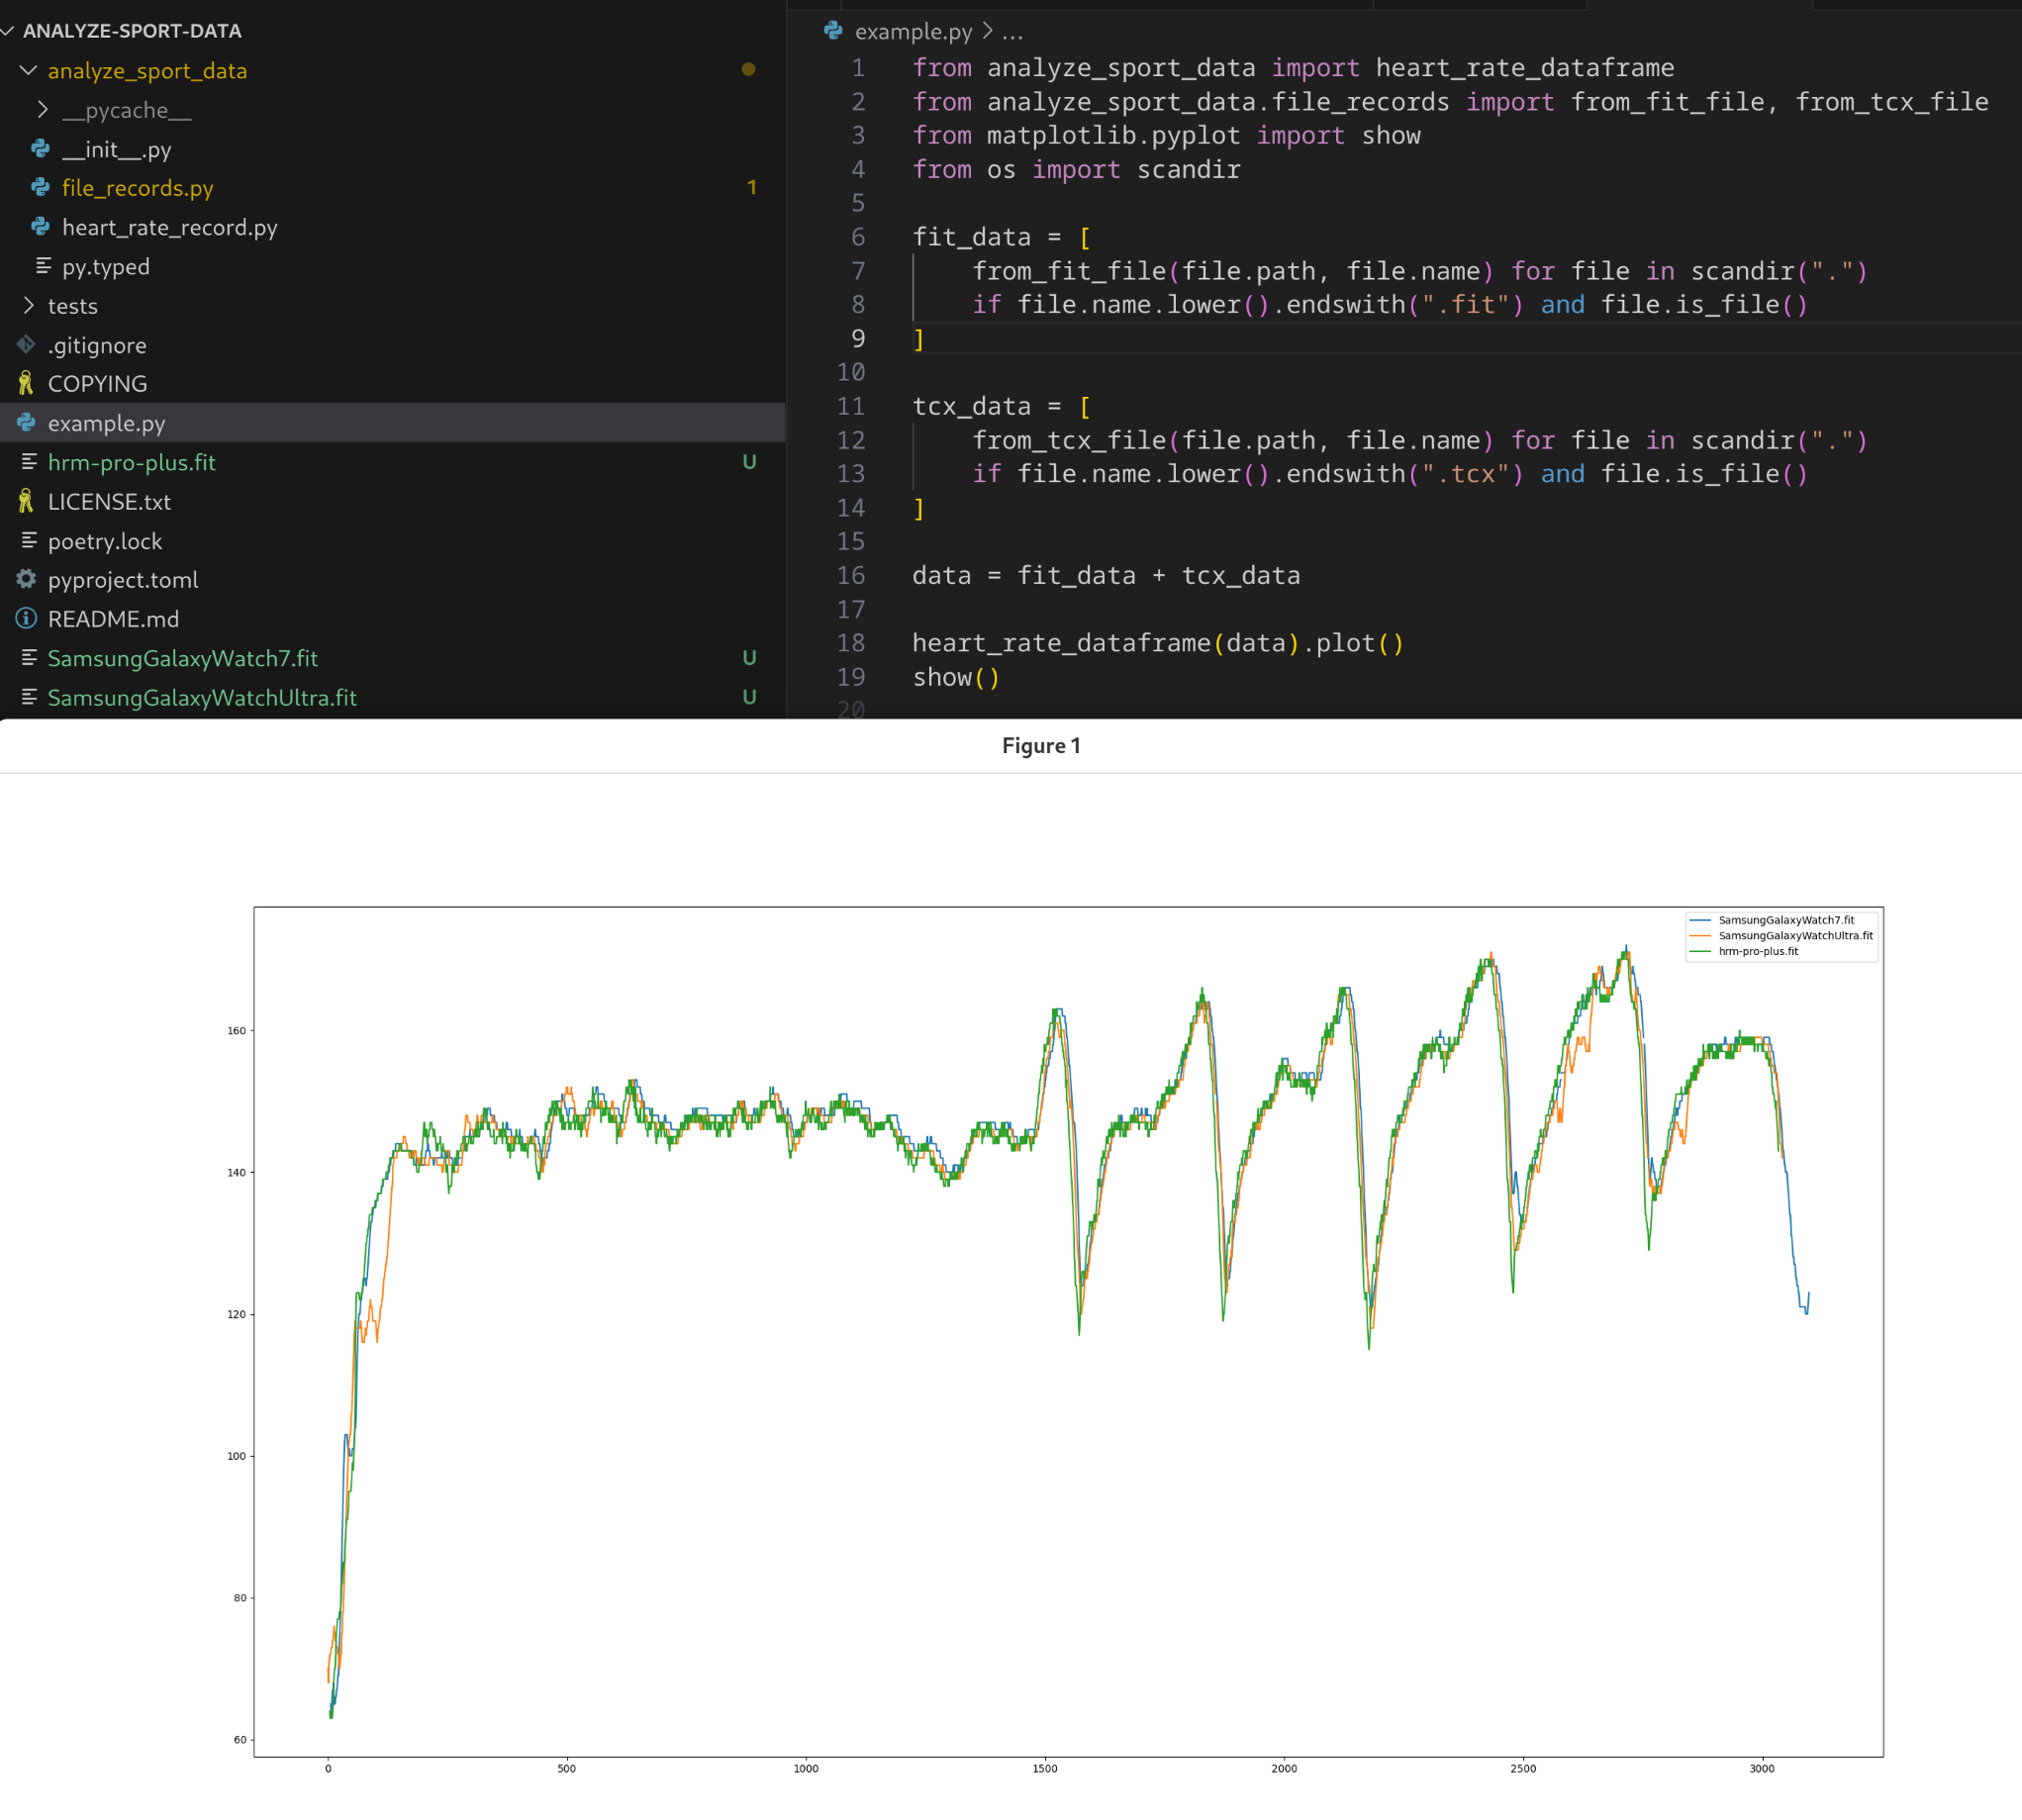 ANALYZE-SPORT-DATA
analyze_sport_data
__pycache__
__init__.py
file_records.py 1
heart_rate_record.py
py.typed
tests
.gitignore
COPYING
example.py
hrm-pro-plus.fit U
LICENSE.txt
poetry.lock
pyproject.toml
README.md
SamsungGalaxyWatch7.fit U
SamsungGalaxyWatchUltra.fit U
example.py > ...
1 from analyze_sport_data import heart_rate_dataframe
2 from analyze_sport_data.file_records import from_fit_file, from_tcx_file
3 from matplotlib.pyplot import show
4 from os import scandir
5
6 fit_data = [
7     from_fit_file(file.path, file.name) for file in scandir(".")
8     if file.name.lower().endswith(".fit") and file.is_file()
9 ]
10
11 tcx_data = [
12     from_tcx_file(file.path, file.name) for file in scandir(".")
13     if file.name.lower().endswith(".tcx") and file.is_file()
14 ]
15
16 data = fit_data + tcx_data
17
18 heart_rate_dataframe(data).plot()
19 show()
20
Figure 1
SamsungGalaxyWatch7.fit
SamsungGalaxyWatchUltra.fit
hrm-pro-plus.fit
160
140
120
100
80
60
0 500 1000 1500 2000 2500 3000